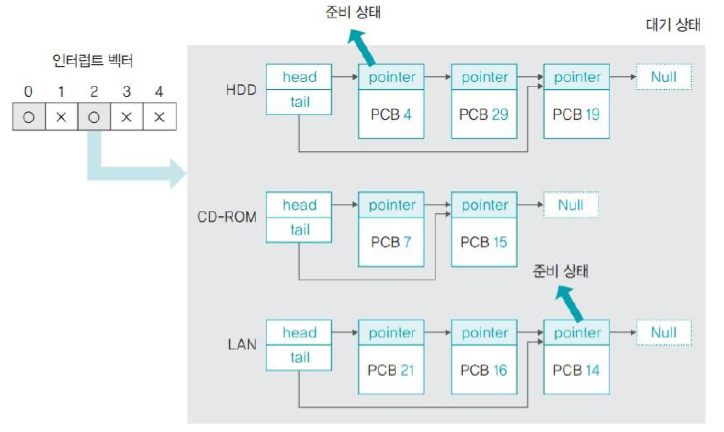 준비 상태
대기 상태
인터럽트 벡터
0 1 2 3 4
○ × ○ × ×
HDD
head
tail
pointer
PCB 4
pointer
PCB 29
pointer
PCB 19
Null
CD-ROM
head
tail
pointer
PCB 7
pointer
PCB 15
Null
준비 상태
LAN
head
tail
pointer
PCB 21
pointer
PCB 16
pointer
PCB 14
Null